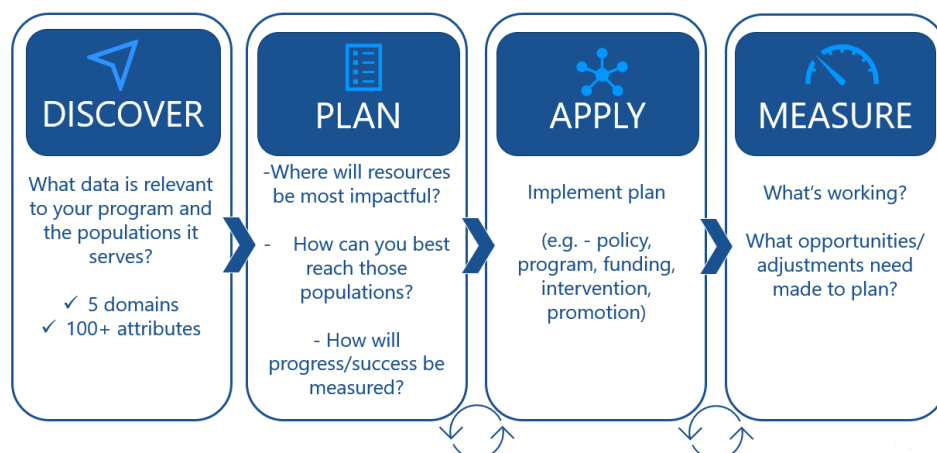 DISCOVER
What data is relevant
to your program and
the populations it
serves?
✓ 5 domains
✓ 100+ attributes
PLAN
-Where will resources
be most impactful?
- How can you best
reach those
populations?
- How will
progress/success be
measured?
APPLY
Implement plan
(e.g. - policy,
program, funding,
intervention,
promotion)
MEASURE
What's working?
What opportunities/
adjustments need
made to plan?